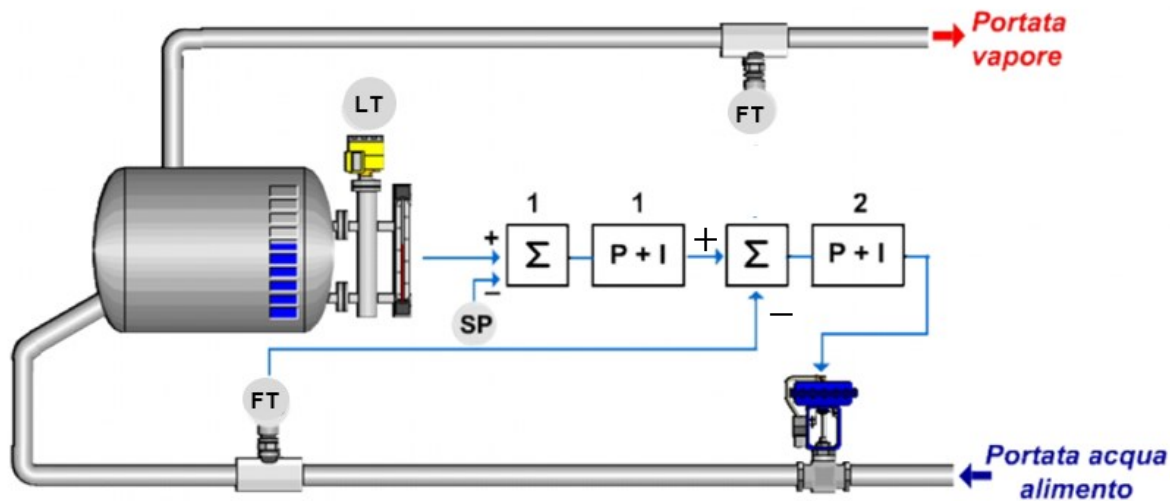 Portata
vapore
LT
FT
1
1
2
+
Σ
P + I
+
Σ
P + I
−
SP
−
FT
Portata acqua
alimento